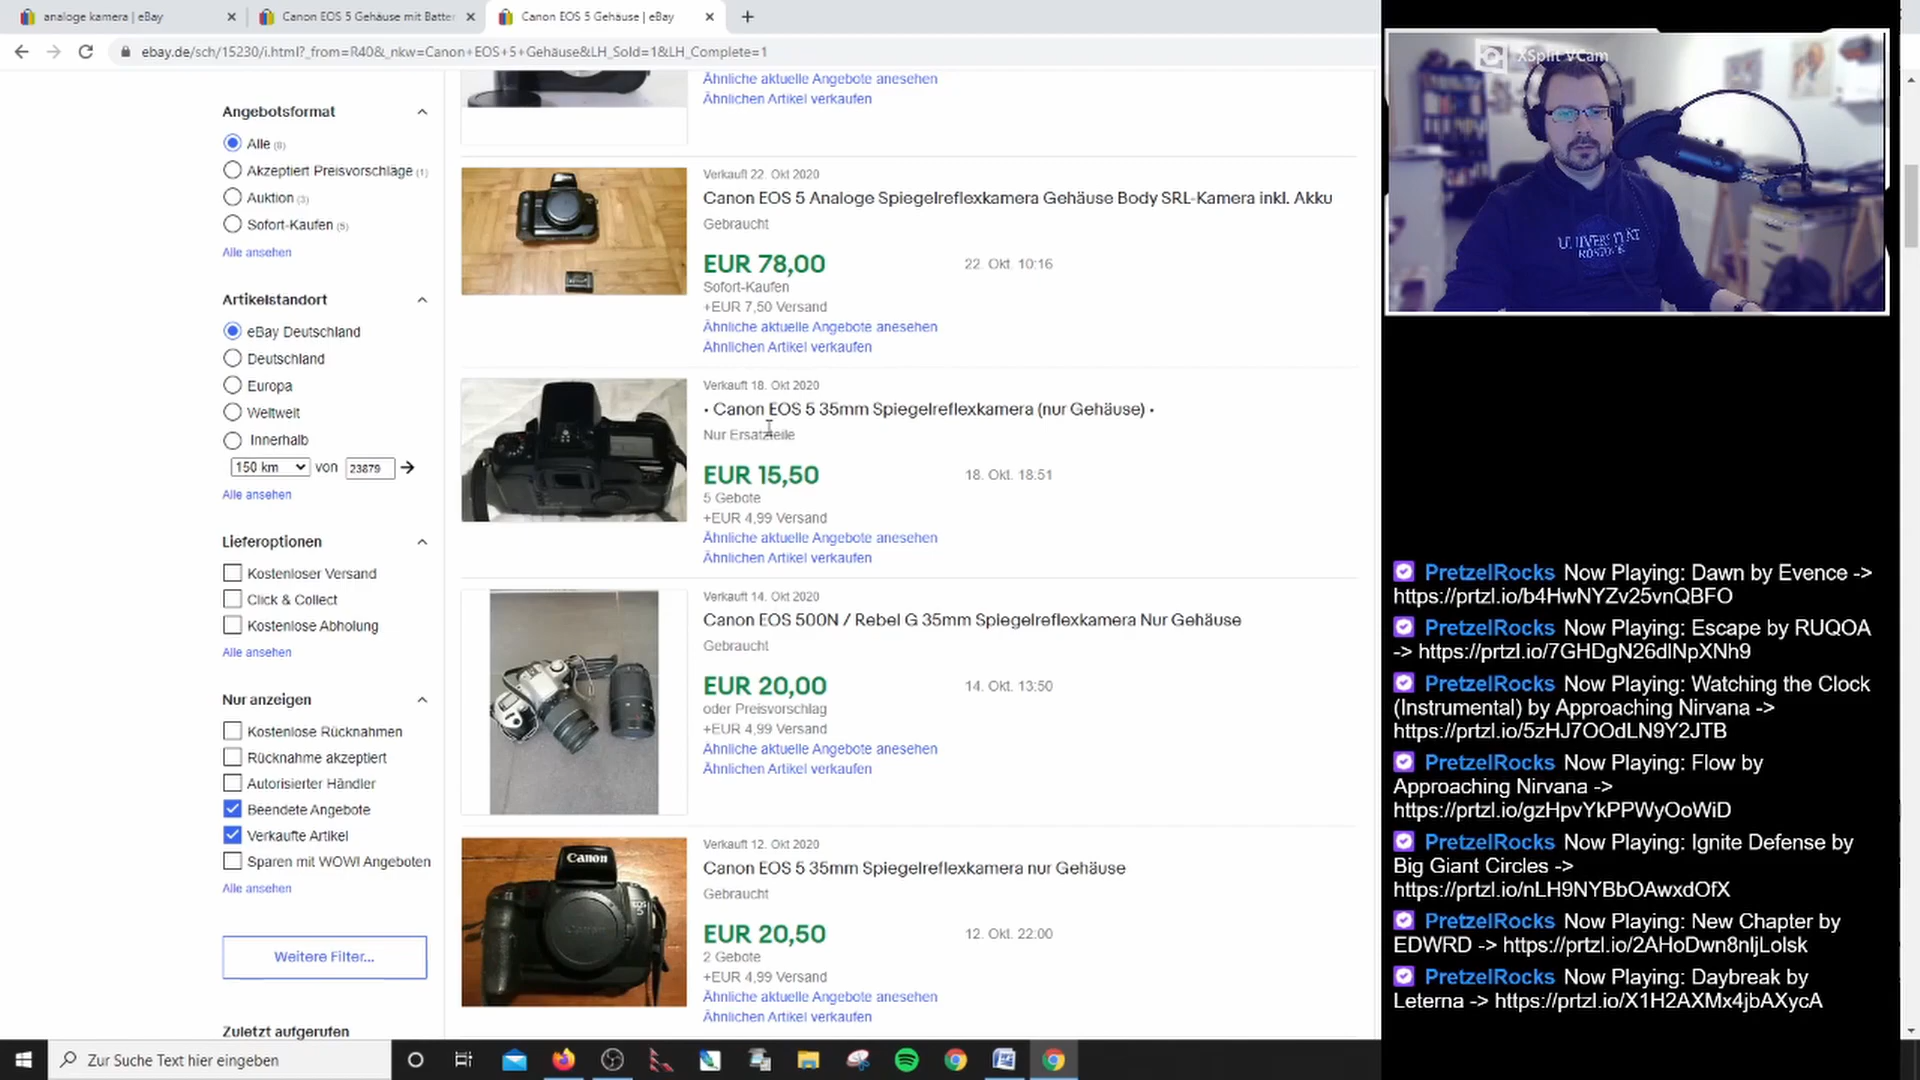 analoge kamera | eBay
Canon EOS 5 Gehäuse mit Batter
Canon EOS 5 Gehäuse | eBay
ebay.de/sch/15230/i.html?_from=R40&_nkw=Canon+EOS+5+Gehäuse&LH_Sold=1&LH_Complete=1
Angebotsformat
Alle (8)
Akzeptiert Preisvorschläge (1)
Auktion (3)
Sofort-Kaufen (5)
Alle ansehen
Artikelstandort
eBay Deutschland
Deutschland
Europa
Weltweit
Innerhalb
150 km von 23879
Alle ansehen
Lieferoptionen
Kostenloser Versand
Click & Collect
Kostenlose Abholung
Alle ansehen
Nur anzeigen
Kostenlose Rücknahmen
Rücknahme akzeptiert
Autorisierter Händler
Beendete Angebote
Verkaufte Artikel
Sparen mit WOW! Angeboten
Alle ansehen
Weitere Filter...
Zuletzt aufgerufen
Ähnliche aktuelle Angebote anesehen
Ähnlichen Artikel verkaufen
Verkauft 22. Okt 2020
Canon EOS 5 Analoge Spiegelreflexkamera Gehäuse Body SRL-Kamera inkl. Akku
Gebraucht
EUR 78,00
22. Okt. 10:16
Sofort-Kaufen
+EUR 7,50 Versand
Ähnliche aktuelle Angebote anesehen
Ähnlichen Artikel verkaufen
Verkauft 18. Okt 2020
• Canon EOS 5 35mm Spiegelreflexkamera (nur Gehäuse) •
Nur Ersatzteile
EUR 15,50
18. Okt. 18:51
5 Gebote
+EUR 4,99 Versand
Ähnliche aktuelle Angebote anesehen
Ähnlichen Artikel verkaufen
Verkauft 14. Okt 2020
Canon EOS 500N / Rebel G 35mm Spiegelreflexkamera Nur Gehäuse
Gebraucht
EUR 20,00
14. Okt. 13:50
oder Preisvorschlag
+EUR 4,99 Versand
Ähnliche aktuelle Angebote anesehen
Ähnlichen Artikel verkaufen
Verkauft 12. Okt 2020
Canon EOS 5 35mm Spiegelreflexkamera nur Gehäuse
Gebraucht
EUR 20,50
12. Okt. 22:00
2 Gebote
+EUR 4,99 Versand
Ähnliche aktuelle Angebote anesehen
Ähnlichen Artikel verkaufen
Canon
Zur Suche Text hier eingeben
XSplit VCam
UNIVERSITÄT
ROSTOCK
PretzelRocks Now Playing: Dawn by Evence ->
https://prtzl.io/b4HwNYZv25vnQBFO
PretzelRocks Now Playing: Escape by RUQOA
-> https://prtzl.io/7GHDgN26dlNpXNh9
PretzelRocks Now Playing: Watching the Clock
(Instrumental) by Approaching Nirvana ->
https://prtzl.io/5zHJ7OOdLN9Y2JTB
PretzelRocks Now Playing: Flow by
Approaching Nirvana ->
https://prtzl.io/gzHpvYkPPWyOoWiD
PretzelRocks Now Playing: Ignite Defense by
Big Giant Circles ->
https://prtzl.io/nLH9NYBbOAwxdOfX
PretzelRocks Now Playing: New Chapter by
EDWRD -> https://prtzl.io/2AHoDwn8nljLolsk
PretzelRocks Now Playing: Daybreak by
Leterna -> https://prtzl.io/X1H2AXMx4jbAXycA